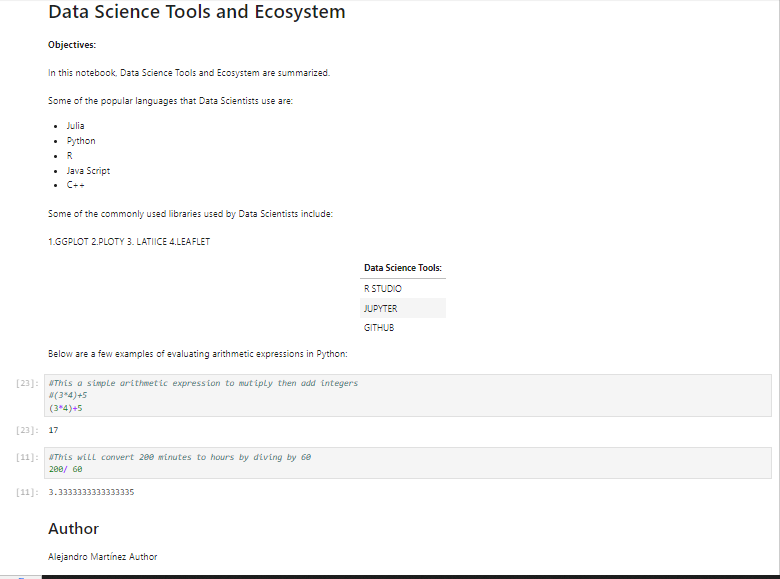 Data Science Tools and Ecosystem
Objectives:
In this notebook, Data Science Tools and Ecosystem are summarized.
Some of the popular languages that Data Scientists use are:
• Julia
• Python
• R
• Java Script
• C++
Some of the commonly used libraries used by Data Scientists include:
1.GGPLOT 2.PLOTY 3. LATIICE 4.LEAFLET
Data Science Tools:
R STUDIO
JUPYTER
GITHUB
Below are a few examples of evaluating arithmetic expressions in Python:
[23]: #This a simple arithmetic expression to mutiply then add integers
#(3*4)+5
(3*4)+5
[23]: 17
[11]: #This will convert 200 minutes to hours by diving by 60
200/ 60
[11]: 3.3333333333333335
Author
Alejandro Martínez Author